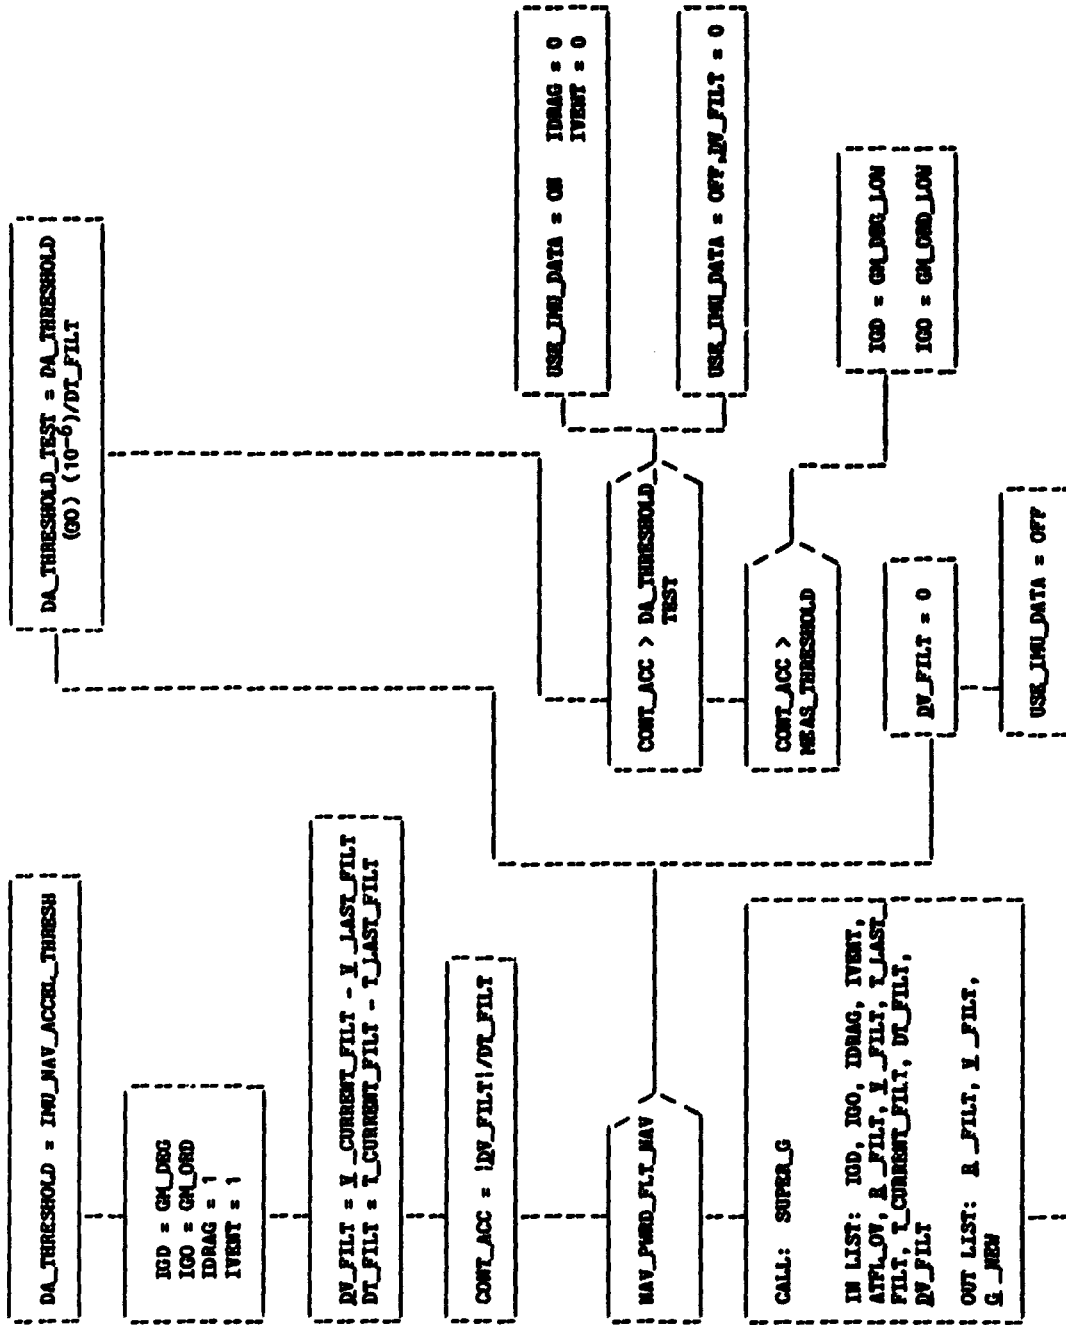 DA_THRESHOLD = IMU_NAV_ACCEL_THRESH
IGD = GM_DEG
IGO = GM_ORD
IDRAG = 1
IVENT = 1
DV_FILT = V_CURRENT_FILT - V_LAST_FILT
DT_FILT = T_CURRENT_FILT - T_LAST_FILT
CONT_ACC = |DV_FILT|/DT_FILT
NAV_PWRD_FLT_NAV
DA_THRESHOLD_TEST = DA_THRESHOLD
(GO) (10-6)/DT_FILT
CONT_ACC > DA_THRESHOLD_
TEST
USE_IMU_DATA = ON IDRAG = 0
IVENT = 0
USE_IMU_DATA = OFF, DV_FILT = 0
CONT_ACC >
MEAS_THRESHOLD
IGD = GM_DEG_LOW
IGO = GM_ORD_LOW
DV_FILT = 0
USE_IMU_DATA = OFF
CALL: SUPER_G
IN LIST: IGD, IGO, IDRAG, IVENT,
ATFL_OV, R_FILT, V_FILT, T_LAST_
FILT, T_CURRENT_FILT, DT_FILT,
DV_FILT
OUT LIST: R_FILT, V_FILT,
G_NEW